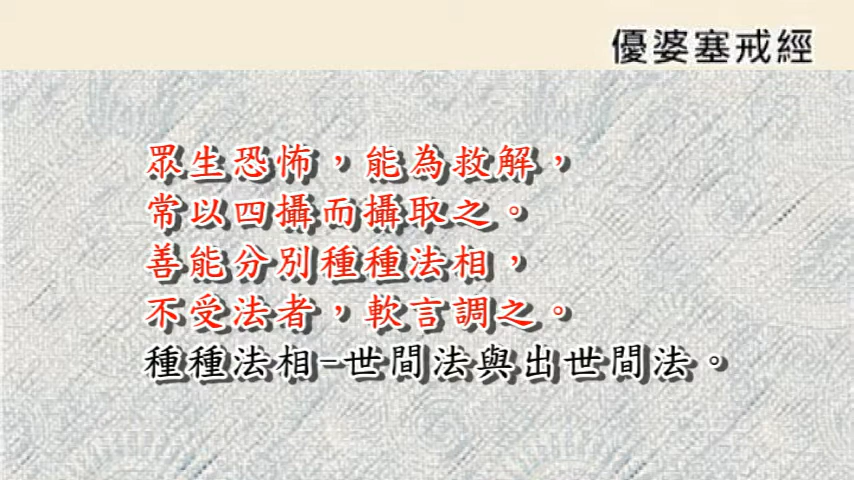 優婆塞戒經
眾生恐怖，能為救解，
常以四攝而攝取之。
善能分別種種法相，
不受法者，軟言調之。
種種法相-世間法與出世間法。